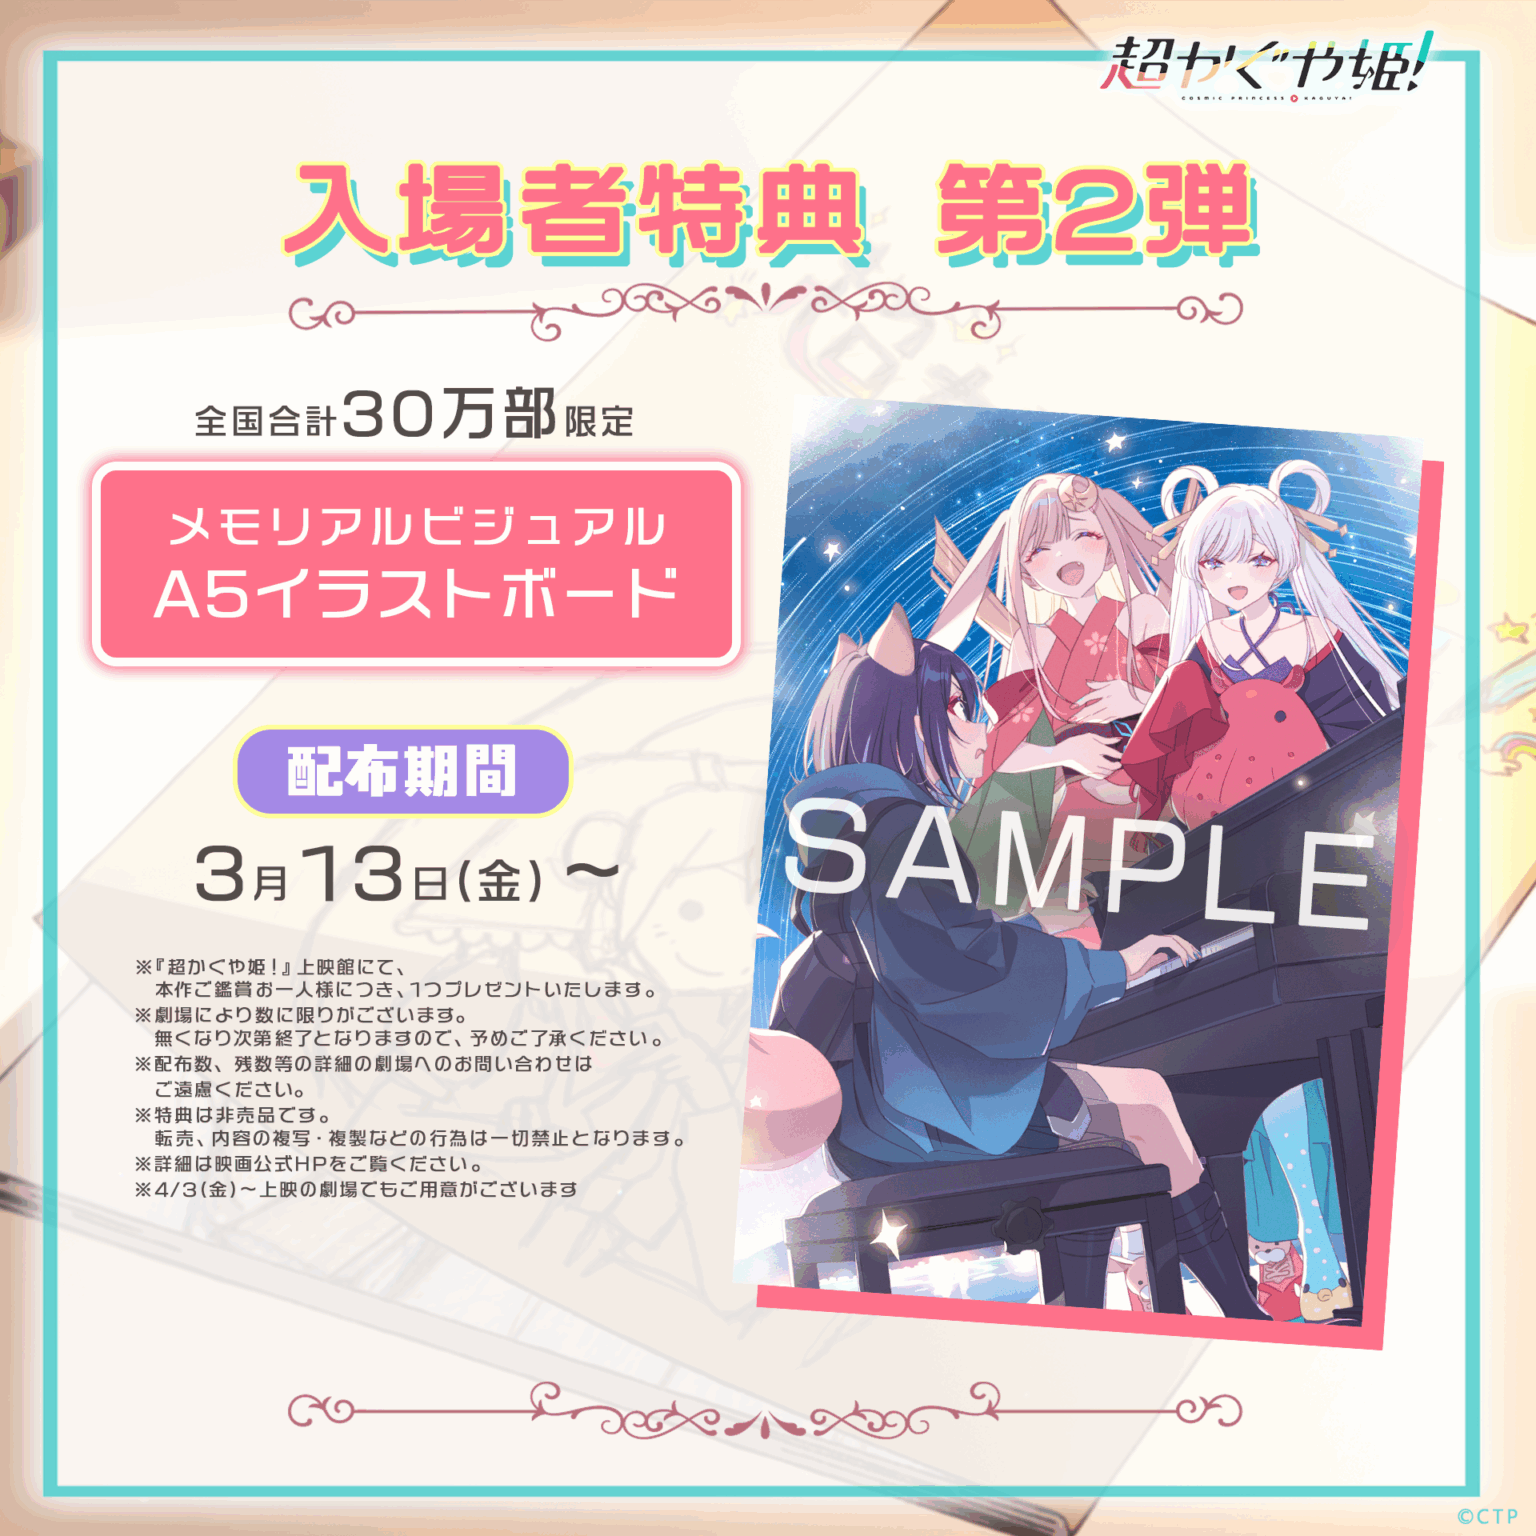 超かぐや姫!
COSMIC PRINCESS KAGUYA!
入場者特典 第2弾
全国合計30万部限定
メモリアルビジュアル
A5イラストボード
配布期間
3月13日(金)～
※『超かぐや姫!』上映館にて、
本作ご鑑賞お一人様につき、1つプレゼントいたします。
※劇場により数に限りがございます。
無くなり次第終了となりますので、予めご了承ください。
※配布数、残数等の詳細の劇場へのお問い合わせは
ご遠慮ください。
※特典は非売品です。
転売、内容の複写・複製などの行為は一切禁止となります。
※詳細は映画公式HPをご覧ください。
※4/3(金)～上映の劇場でもご用意がございます
SAMPLE
©CTP